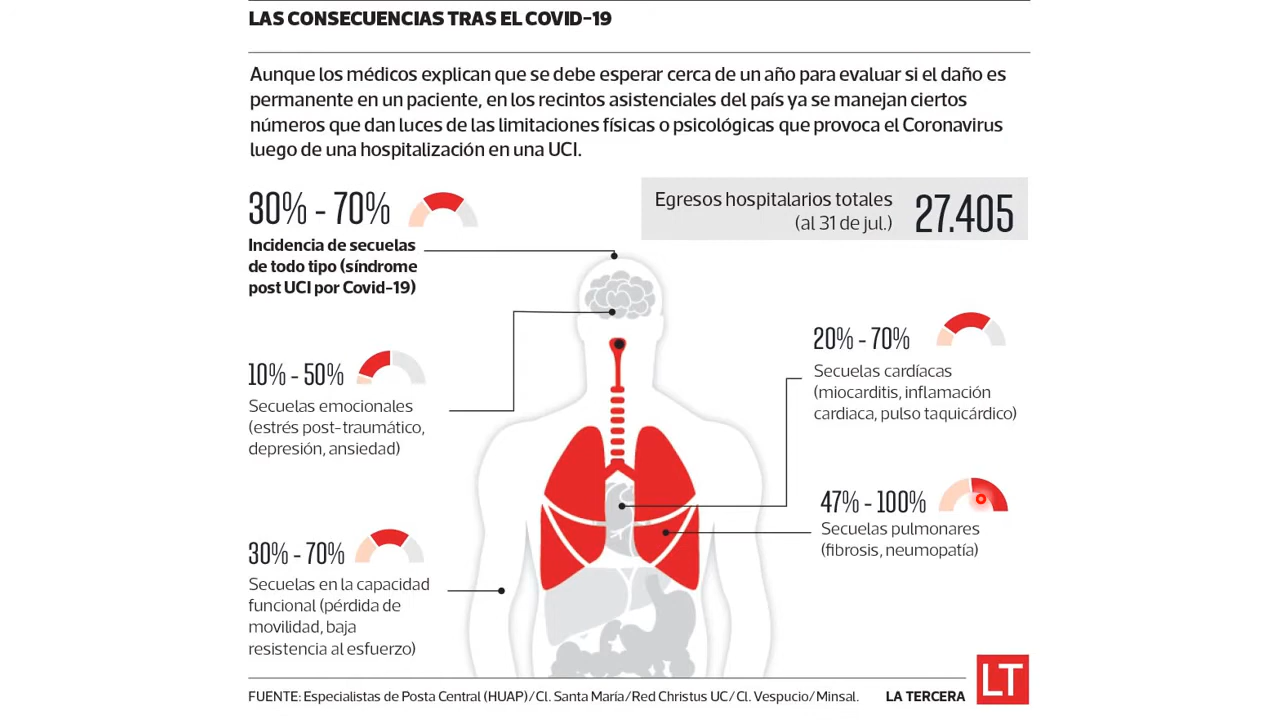 LAS CONSECUENCIAS TRAS EL COVID-19
Aunque los médicos explican que se debe esperar cerca de un año para evaluar si el daño es
permanente en un paciente, en los recintos asistenciales del país ya se manejan ciertos
números que dan luces de las limitaciones físicas o psicológicas que provoca el Coronavirus
luego de una hospitalización en una UCI.
30% - 70%
Incidencia de secuelas
de todo tipo (síndrome
post UCI por Covid-19)
Egresos hospitalarios totales
(al 31 de jul.)
27.405
10% - 50%
Secuelas emocionales
(estrés post-traumático,
depresión, ansiedad)
30% - 70%
Secuelas en la capacidad
funcional (pérdida de
movilidad, baja
resistencia al esfuerzo)
20% - 70%
Secuelas cardíacas
(miocarditis, inflamación
cardiaca, pulso taquicárdico)
47% - 100%
Secuelas pulmonares
(fibrosis, neumopatía)
FUENTE: Especialistas de Posta Central (HUAP)/Cl. Santa María/Red Christus UC/Cl. Vespucio/Minsal.
LA TERCERA
LT